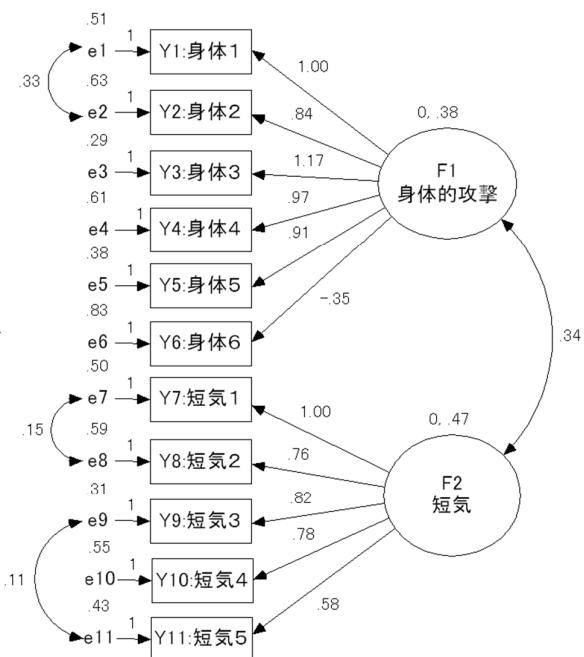 .51
e1 1 Y1:身体1
1.00
.33
.63
e2 1 Y2:身体2
.84
0, .38
.29
e3 1 Y3:身体3
1.17
F1
身体的攻撃
.61
e4 1 Y4:身体4
.97
.38
.91
e5 1 Y5:身体5
-.35
.83
e6 1 Y6:身体6
.34
.50
e7 1 Y7:短気1
1.00
.15
.59
0, .47
e8 1 Y8:短気2
.76
F2
短気
.31
e9 1 Y9:短気3
.82
.55
.78
e10 1 Y10:短気4
.11
.43
.58
e11 1 Y11:短気5